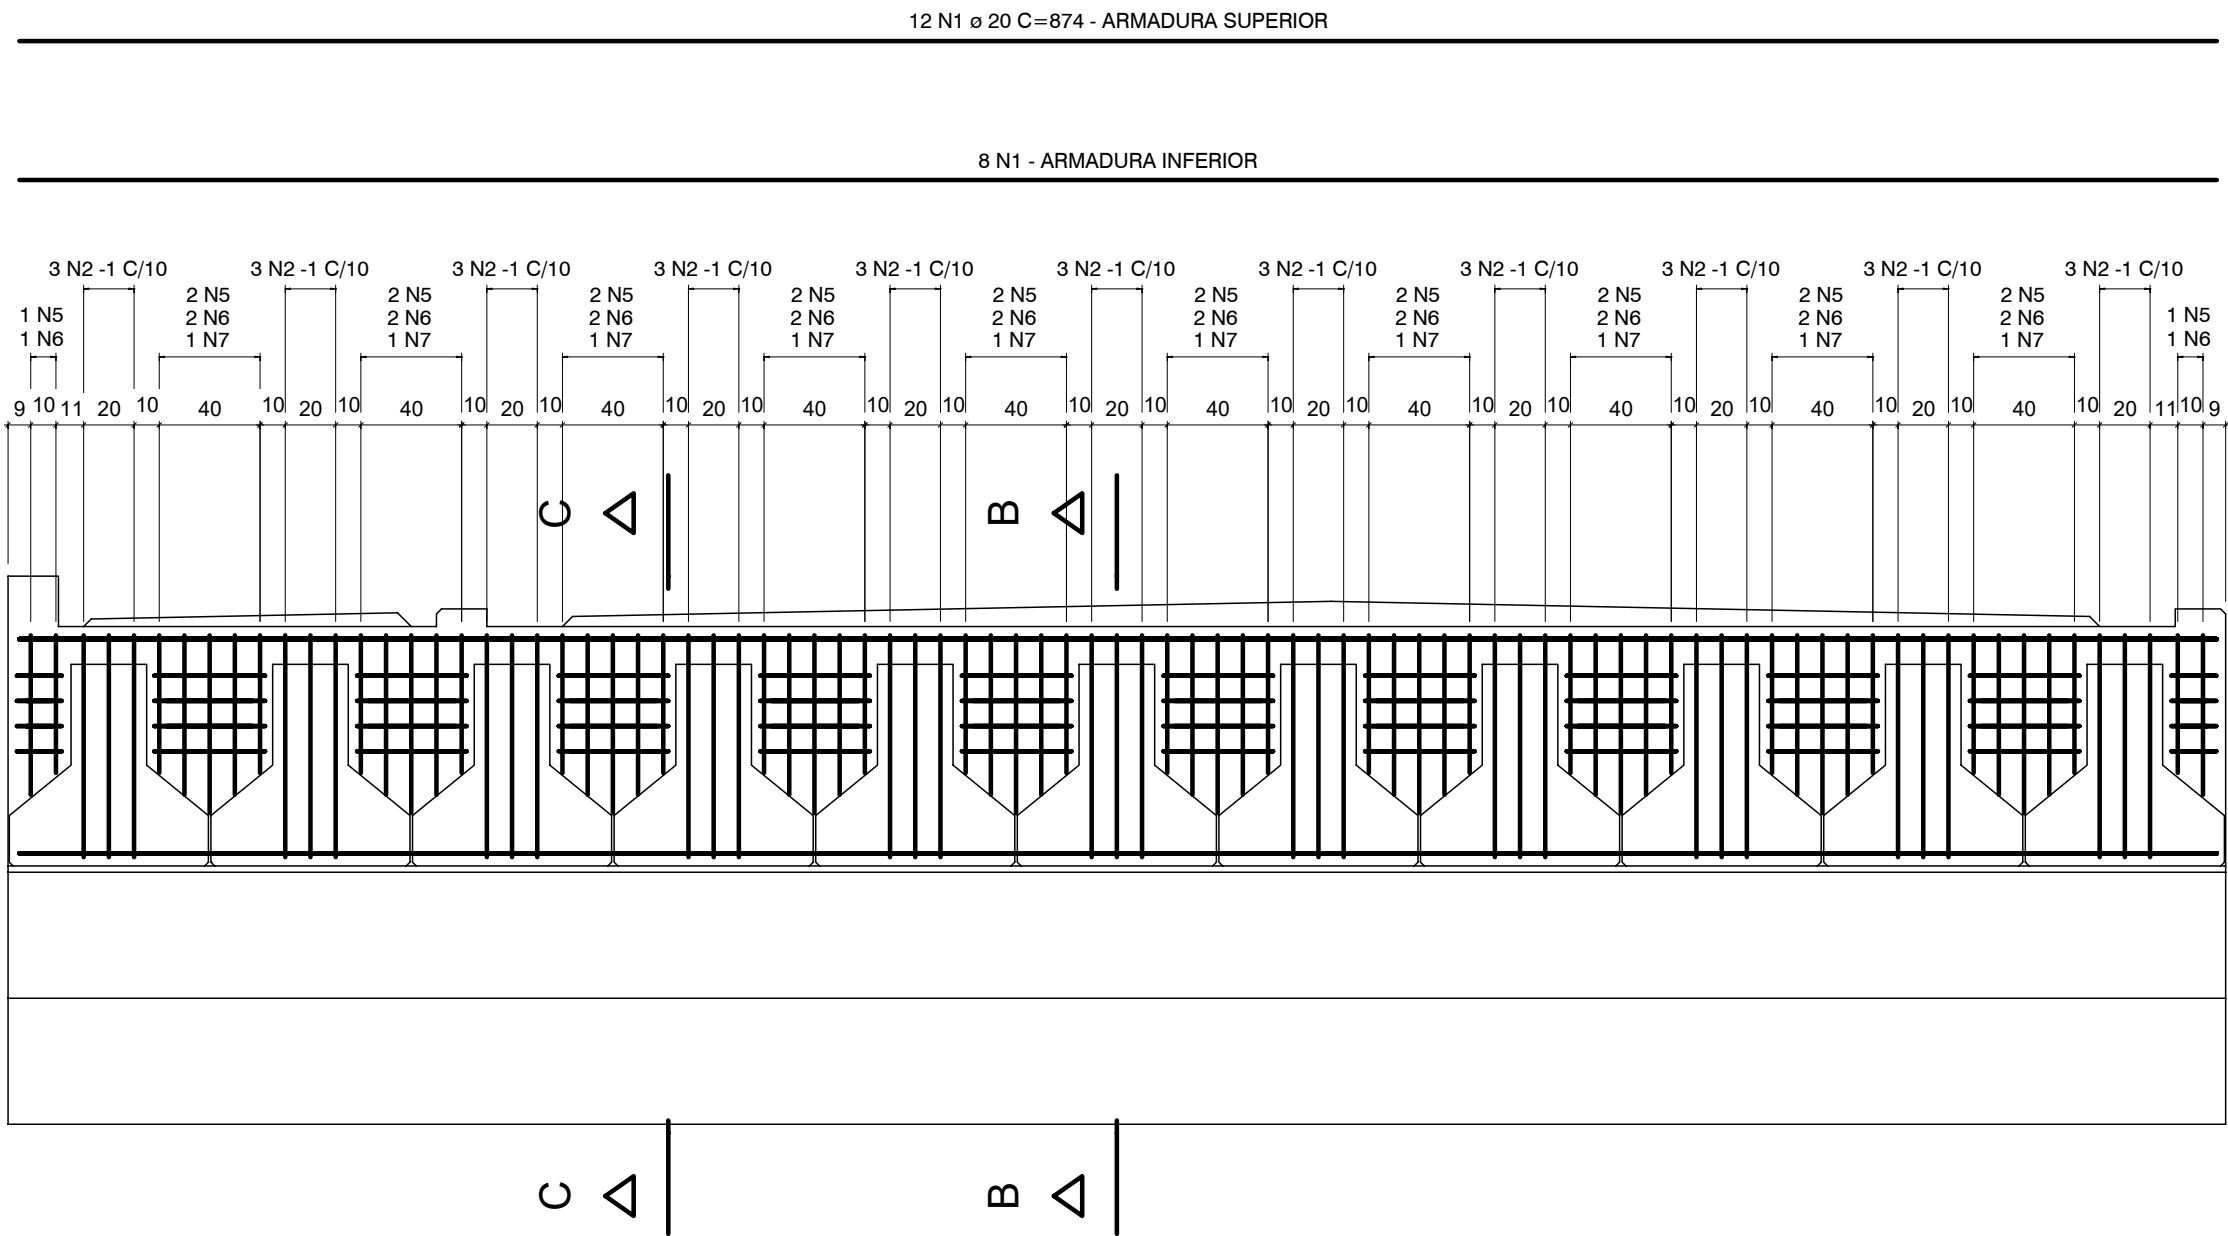 12 N1 ø 20 C=874 - ARMADURA SUPERIOR
8 N1 - ARMADURA INFERIOR
3 N2 -1 C/10 3 N2 -1 C/10 3 N2 -1 C/10 3 N2 -1 C/10 3 N2 -1 C/10 3 N2 -1 C/10 3 N2 -1 C/10 3 N2 -1 C/10 3 N2 -1 C/10 3 N2 -1 C/10 3 N2 -1 C/10
2 N5 2 N5 2 N5 2 N5 2 N5 2 N5 2 N5 2 N5 2 N5 2 N5
1 N5 2 N6 2 N6 2 N6 2 N6 2 N6 2 N6 2 N6 2 N6 2 N6 2 N6 1 N5
1 N6 1 N7 1 N7 1 N7 1 N7 1 N7 1 N7 1 N7 1 N7 1 N7 1 N7 1 N6
9 10 11 20 10 40 10 20 10 40 10 20 10 40 10 20 10 40 10 20 10 40 10 20 10 40 10 20 10 40 10 20 10 40 10 20 10 40 10 20 10 40 10 20 11 10 9
C B
C B